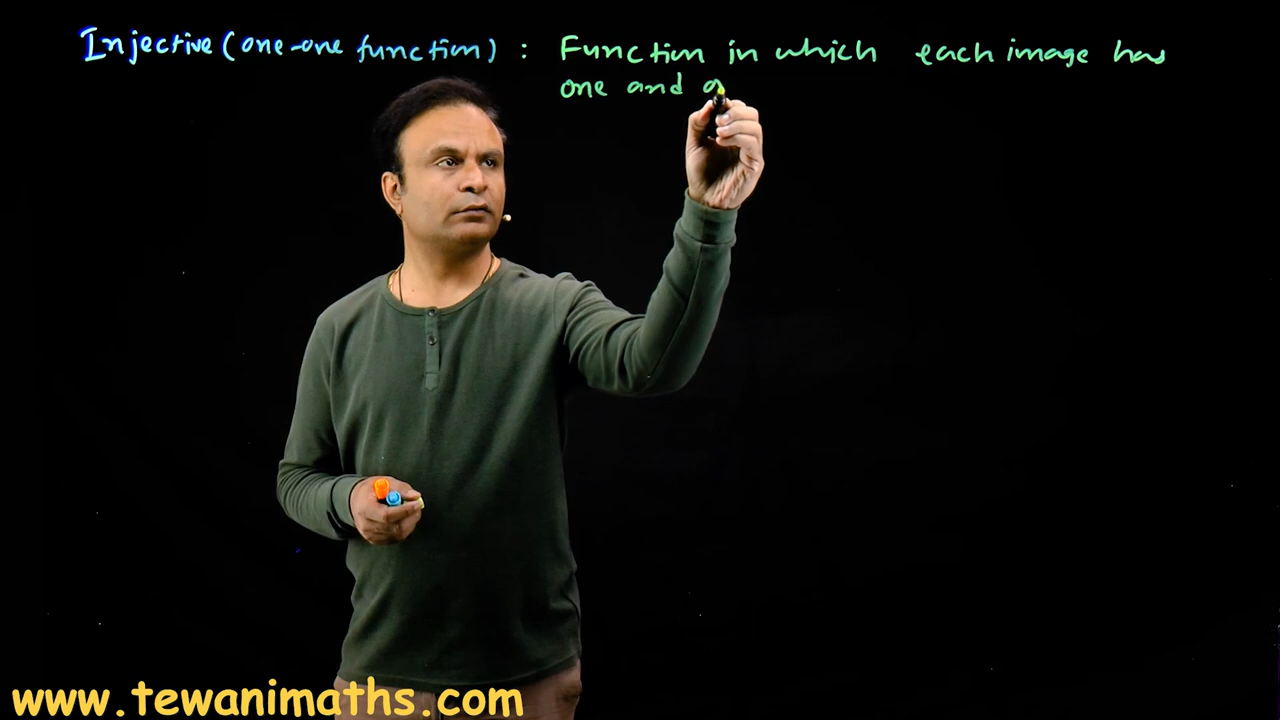 Injective (one-one function) : Function in which each image has
one and o
www.tewanimaths.com